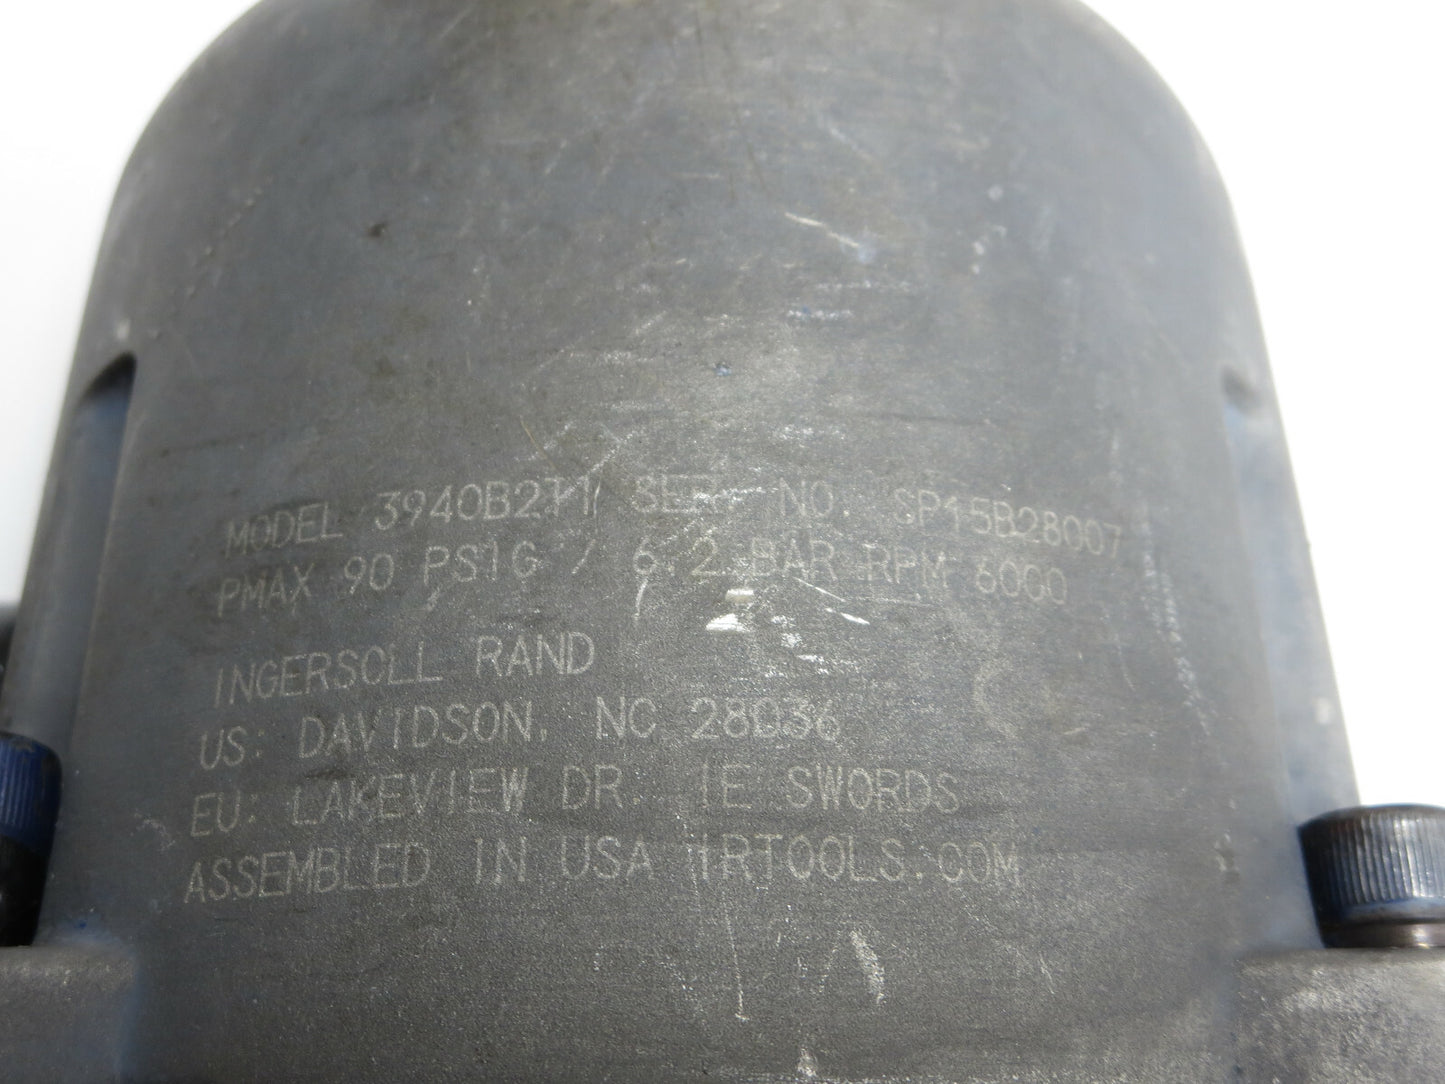 MODEL 3940B2T1 SER. NO. SP15B28007
PMAX 90 PSIG / 6.2 BAR RPM 6000
INGERSOLL RAND
US: DAVIDSON, NC 28036
EU: LAKEVIEW DR. IE SWORDS
ASSEMBLED IN USA IRTOOLS.COM